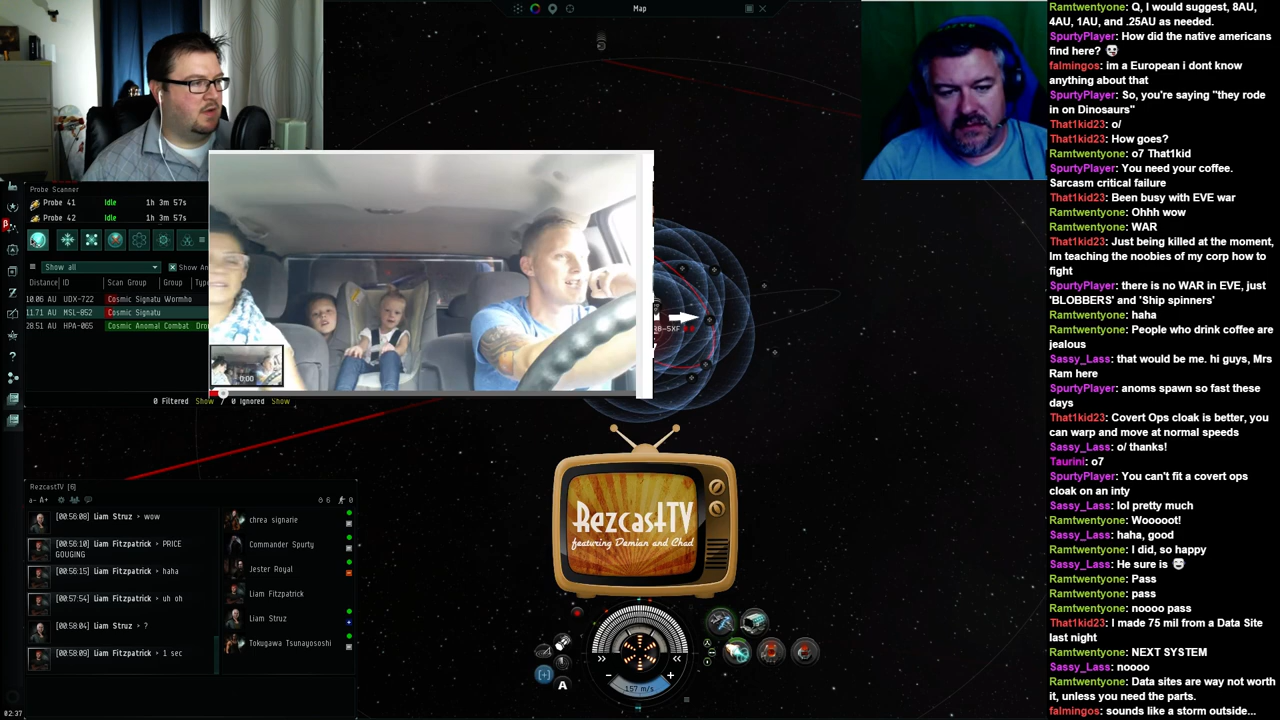 Map
Probe Scanner
Probe 41 Idle 1h 3m 57s
Probe 42 Idle 1h 3m 57s
Show all
Show An
Distance ID Scan Group Group Type
10.06 AU UDX-722 Cosmic Signatu Wormho
11.71 AU MSL-852 Cosmic Signatu
28.51 AU HPA-065 Cosmic Anomal Combat Dro
0 Filtered Show / 0 Ignored Show
0:00
RezcastTV [6]
a- A+
6 0
[00:56:08] Liam Struz > wow
[00:56:10] Liam Fitzpatrick > PRICE
GOUGING
[00:56:15] Liam Fitzpatrick > haha
[00:57:54] Liam Fitzpatrick > uh oh
[00:58:04] Liam Struz > ?
[00:58:09] Liam Fitzpatrick > 1 sec
chrea signarie
Commander Spurty
Jester Royal
Liam Fitzpatrick
Liam Struz
Tokugawa Tsunayososhi
02:37
RezcastTV
featuring Demian and Chad
157 m/s
A
Ramtwentyone: Q, I would suggest, 8AU,
4AU, 1AU, and .25AU as needed.
SpurtyPlayer: How did the native americans
find here?
falmingos: im a European i dont know
anything about that
SpurtyPlayer: So, you're saying "they rode
in on Dinosaurs"
That1kid23: o/
That1kid23: How goes?
Ramtwentyone: o7 That1kid
SpurtyPlayer: You need your coffee.
Sarcasm critical failure
That1kid23: Been busy with EVE war
Ramtwentyone: Ohhh wow
Ramtwentyone: WAR
That1kid23: Just being killed at the moment,
Im teaching the noobies of my corp how to
fight
SpurtyPlayer: there is no WAR in EVE, just
'BLOBBERS' and 'Ship spinners'
Ramtwentyone: haha
Ramtwentyone: People who drink coffee are
jealous
Sassy_Lass: that would be me. hi guys, Mrs
Ram here
SpurtyPlayer: anoms spawn so fast these
days
That1kid23: Covert Ops cloak is better, you
can warp and move at normal speeds
Sassy_Lass: o/ thanks!
Taurini: o7
SpurtyPlayer: You can't fit a covert ops
cloak on an inty
Sassy_Lass: lol pretty much
Ramtwentyone: Wooooot!
Sassy_Lass: haha, good
Ramtwentyone: I did, so happy
Sassy_Lass: He sure is
Ramtwentyone: Pass
Ramtwentyone: pass
Ramtwentyone: noooo pass
That1kid23: I made 75 mil from a Data Site
last night
Ramtwentyone: NEXT SYSTEM
Sassy_Lass: noooo
Ramtwentyone: Data sites are way not worth
it, unless you need the parts.
falmingos: sounds like a storm outside...